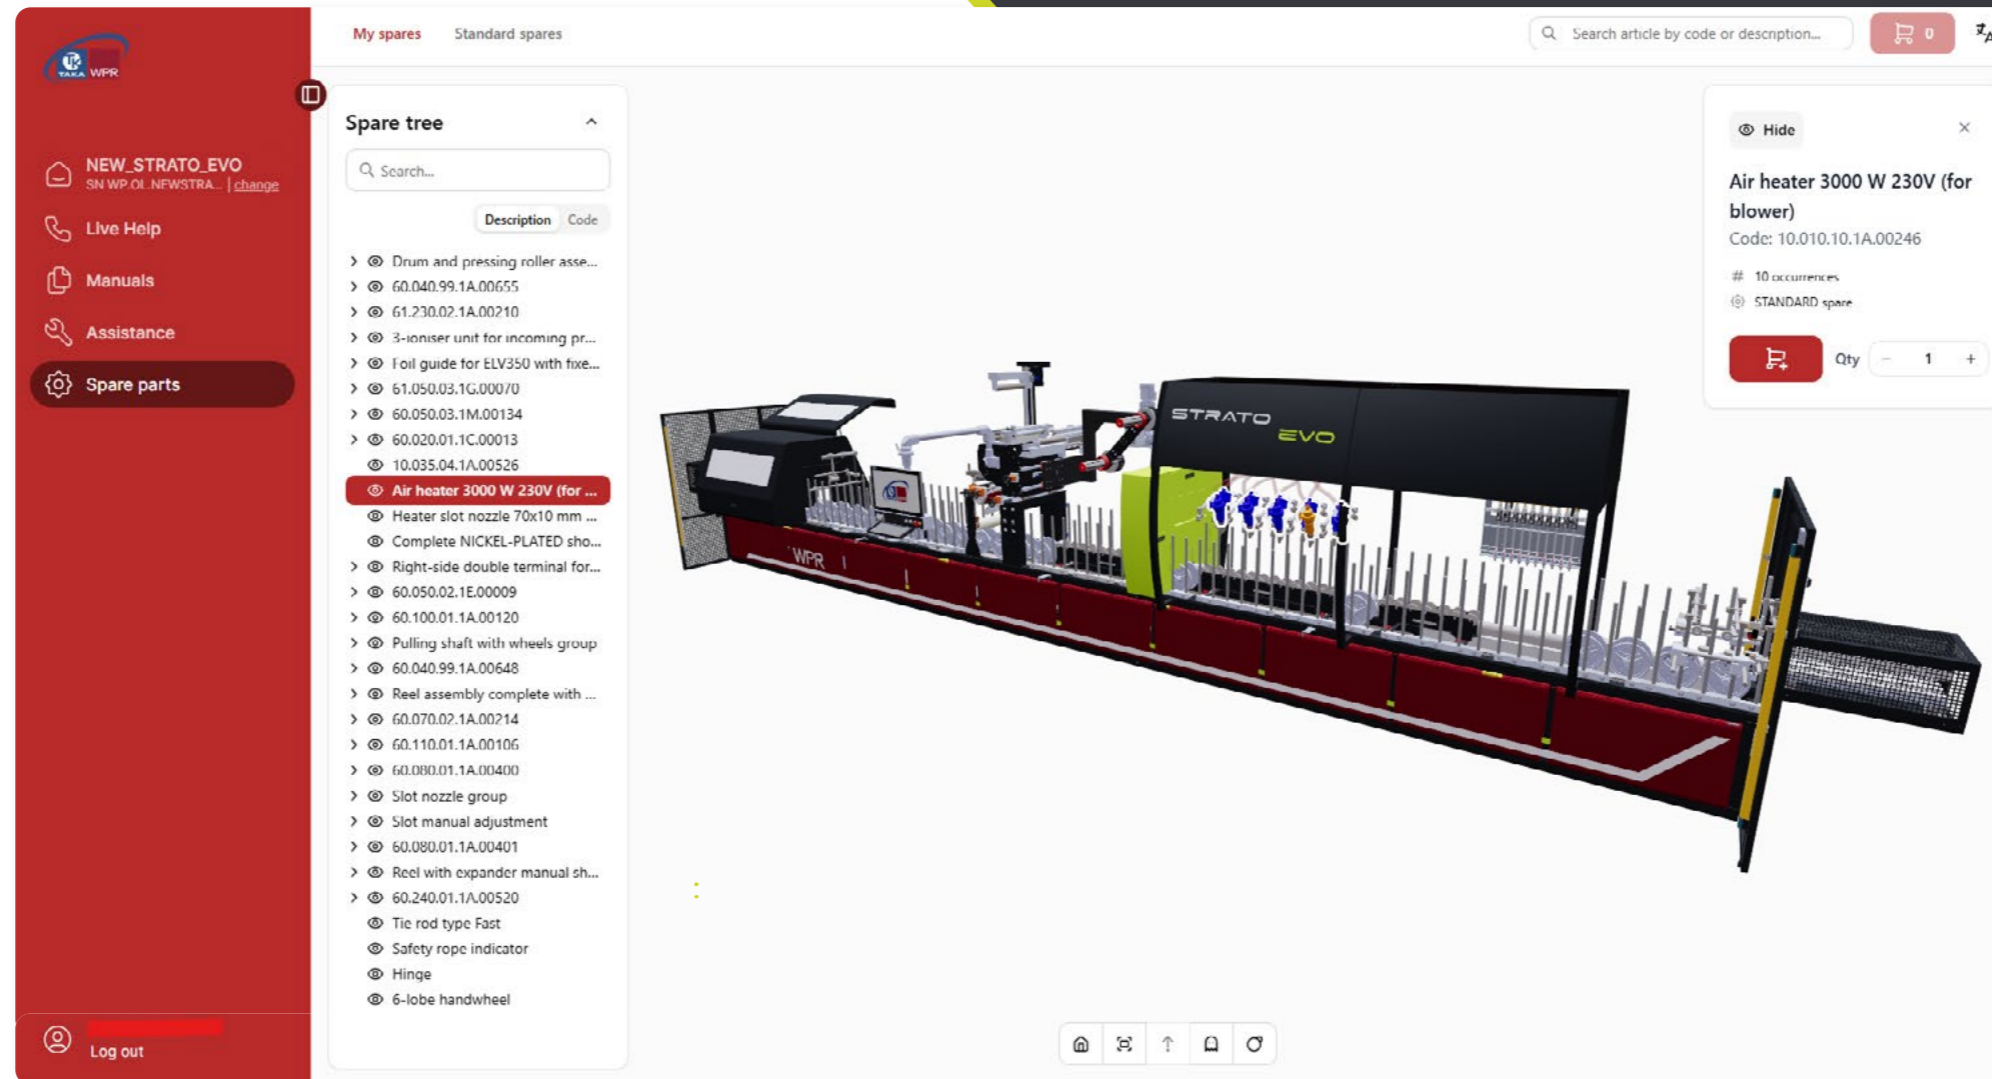 TAKA WPR
My spares
Standard spares
Search article by code or description...
0
NEW_STRATO_EVO
SN WP.OL.NEWSTRA... | change
Live Help
Manuals
Assistance
Spare parts
Log out
Spare tree
Search...
Description
Code
Drum and pressing roller asse...
60.040.99.1A.00655
61.230.02.1A.00210
3-ioniser unit for incoming pr...
Foil guide for ELV350 with fixe...
61.050.03.1G.00070
60.050.03.1M.00134
60.020.01.1C.00013
10.035.04.1A.00526
Air heater 3000 W 230V (for ...
Heater slot nozzle 70x10 mm ...
Complete NICKEL-PLATED sho...
Right-side double terminal for...
60.050.02.1E.00009
60.100.01.1A.00120
Pulling shaft with wheels group
60.040.99.1A.00648
Reel assembly complete with ...
60.070.02.1A.00214
60.110.01.1A.00106
60.080.01.1A.00400
Slot nozzle group
Slot manual adjustment
60.080.01.1A.00401
Reel with expander manual sh...
60.240.01.1A.00520
Tie rod type Fast
Safety rope indicator
Hinge
6-lobe handwheel
STRATO
EVO
WPR
Hide
Air heater 3000 W 230V (for
blower)
Code: 10.010.10.1A.00246
# 10 occurrences
STANDARD spare
Qty − 1 +